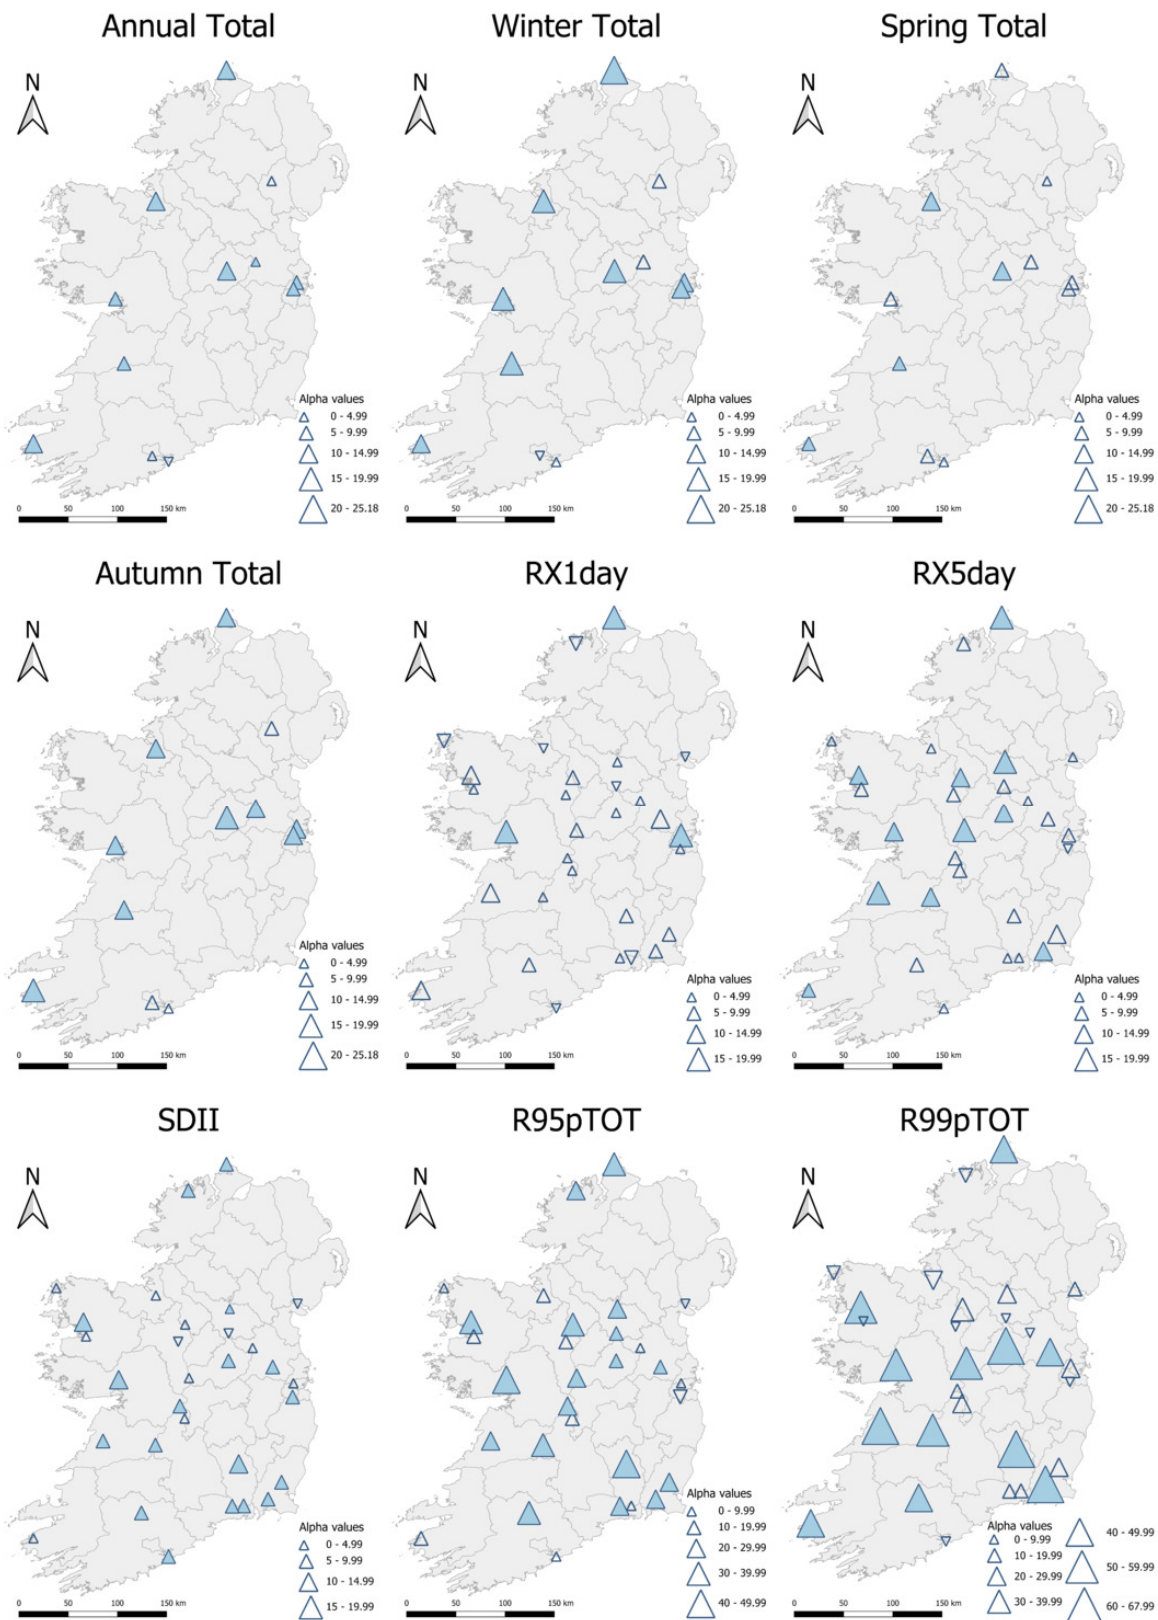 Annual Total
Winter Total
Spring Total
N
N
N
Alpha values
0 - 4.99
5 - 9.99
10 - 14.99
15 - 19.99
20 - 25.18
0 50 100 150 km
Alpha values
0 - 4.99
5 - 9.99
10 - 14.99
15 - 19.99
20 - 25.18
0 50 100 150 km
Alpha values
0 - 4.99
5 - 9.99
10 - 14.99
15 - 19.99
20 - 25.18
0 50 100 150 km
Autumn Total
RX1day
RX5day
N
N
N
Alpha values
0 - 4.99
5 - 9.99
10 - 14.99
15 - 19.99
20 - 25.18
0 50 100 150 km
Alpha values
0 - 4.99
5 - 9.99
10 - 14.99
15 - 19.99
0 50 100 150 km
Alpha values
0 - 4.99
5 - 9.99
10 - 14.99
15 - 19.99
0 50 100 150 km
SDII
R95pTOT
R99pTOT
N
N
N
Alpha values
0 - 4.99
5 - 9.99
10 - 14.99
15 - 19.99
0 50 100 150 km
Alpha values
0 - 9.99
10 - 19.99
20 - 29.99
30 - 39.99
40 - 49.99
0 50 100 150 km
Alpha values
0 - 9.99
10 - 19.99
20 - 29.99
30 - 39.99
40 - 49.99
50 - 59.99
60 - 67.99
0 50 100 150 km